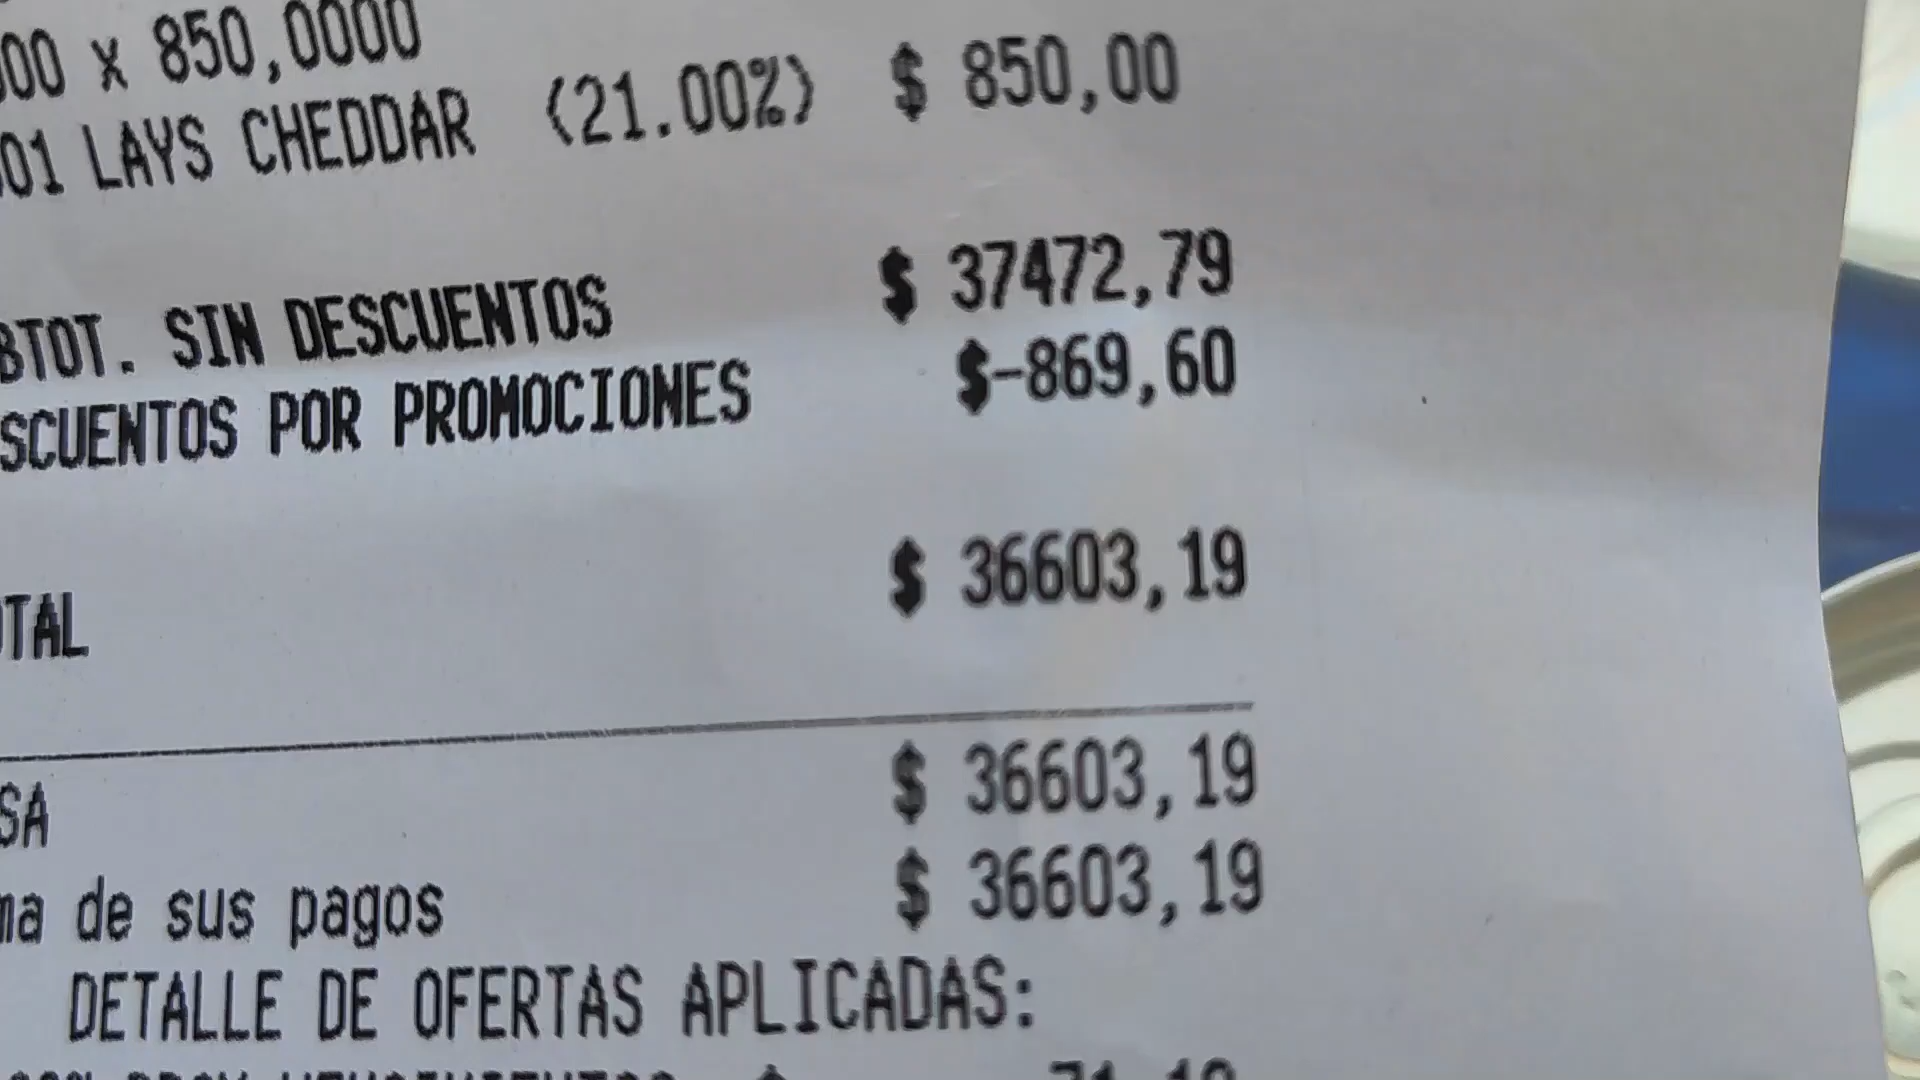 00 x 850,0000
01 LAYS CHEDDAR (21.00%) $ 850,00
BTOT. SIN DESCUENTOS $ 37472,79
SCUENTOS POR PROMOCIONES $-869,60
OTAL $ 36603,19
SA $ 36603,19
ma de sus pagos $ 36603,19
DETALLE DE OFERTAS APLICADAS: